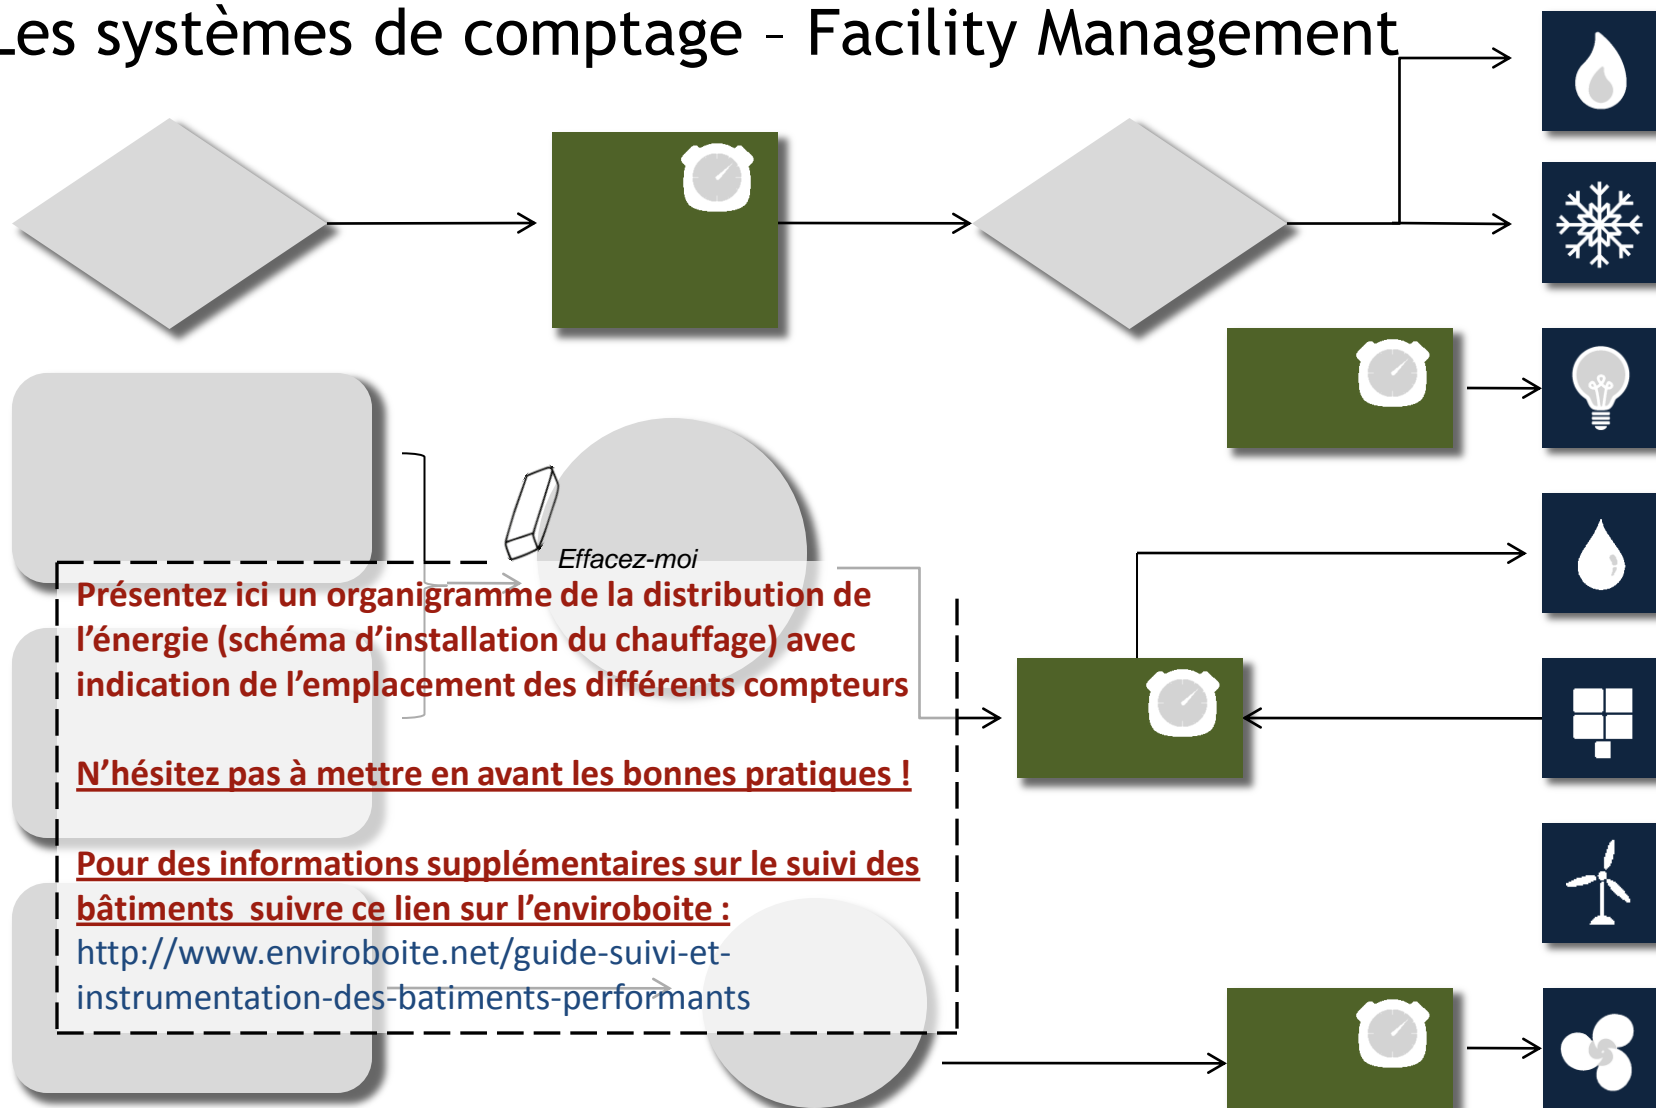 Les systèmes de comptage – Facility Management
Effacez-moi
Présentez ici un organigramme de la distribution de
l’énergie (schéma d’installation du chauffage) avec
indication de l’emplacement des différents compteurs
N’hésitez pas à mettre en avant les bonnes pratiques !
Pour des informations supplémentaires sur le suivi des
bâtiments  suivre ce lien sur l’enviroboite :
http://www.enviroboite.net/guide-suivi-et-
instrumentation-des-batiments-performants